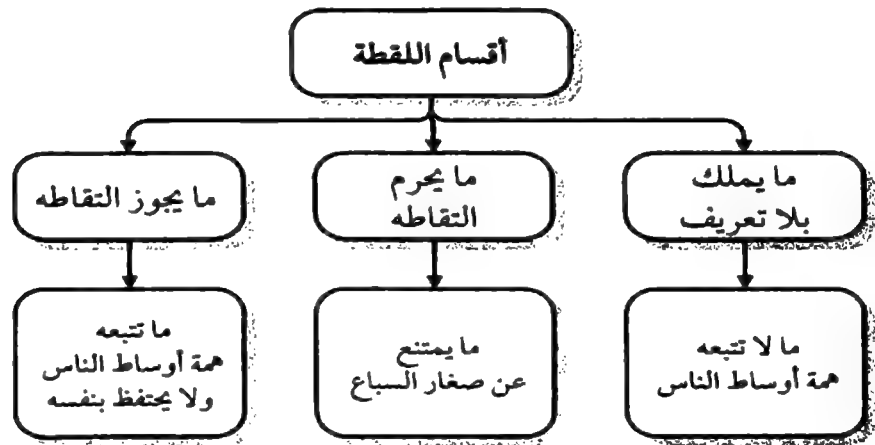 أقسام اللقطة
ما يملك
بلا تعريف
ما يحرم
التقاطه
ما يجوز التقاطه
ما لا تتبعه
همة أوساط الناس
ما يمتنع
عن صغار السباع
ما تتبعه
همة أوساط الناس
ولا يحتفظ بنفسه